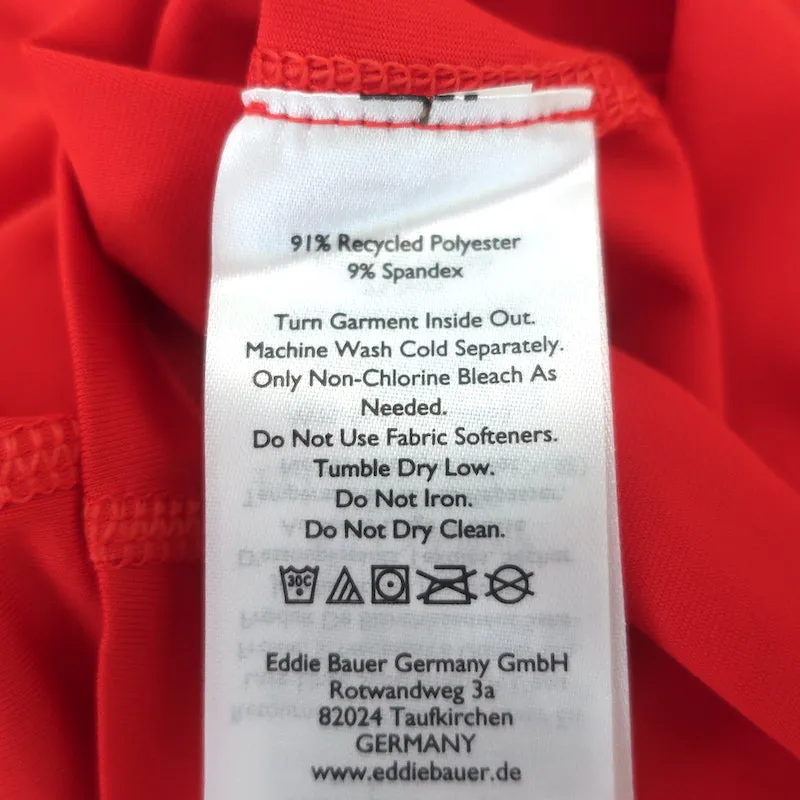 91% Recycled Polyester
9% Spandex
Turn Garment Inside Out.
Machine Wash Cold Separately.
Only Non-Chlorine Bleach As
Needed.
Do Not Use Fabric Softeners.
Tumble Dry Low.
Do Not Iron.
Do Not Dry Clean.
30C
Eddie Bauer Germany GmbH
Rotwandweg 3a
82024 Taufkirchen
GERMANY
www.eddiebauer.de